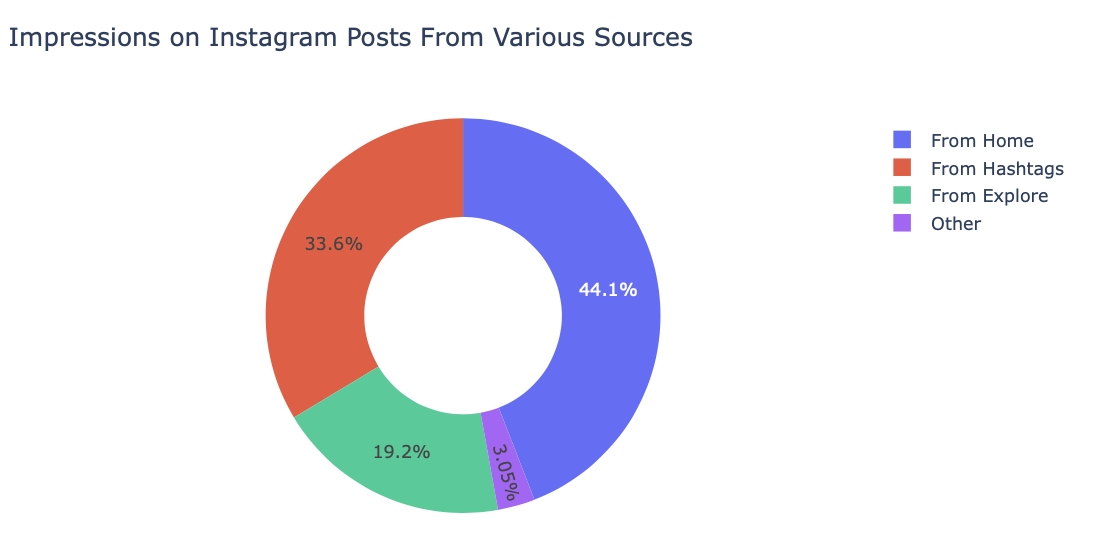 Impressions on Instagram Posts From Various Sources
From Home
From Hashtags
From Explore
Other
33.6%
44.1%
19.2%
3.05%